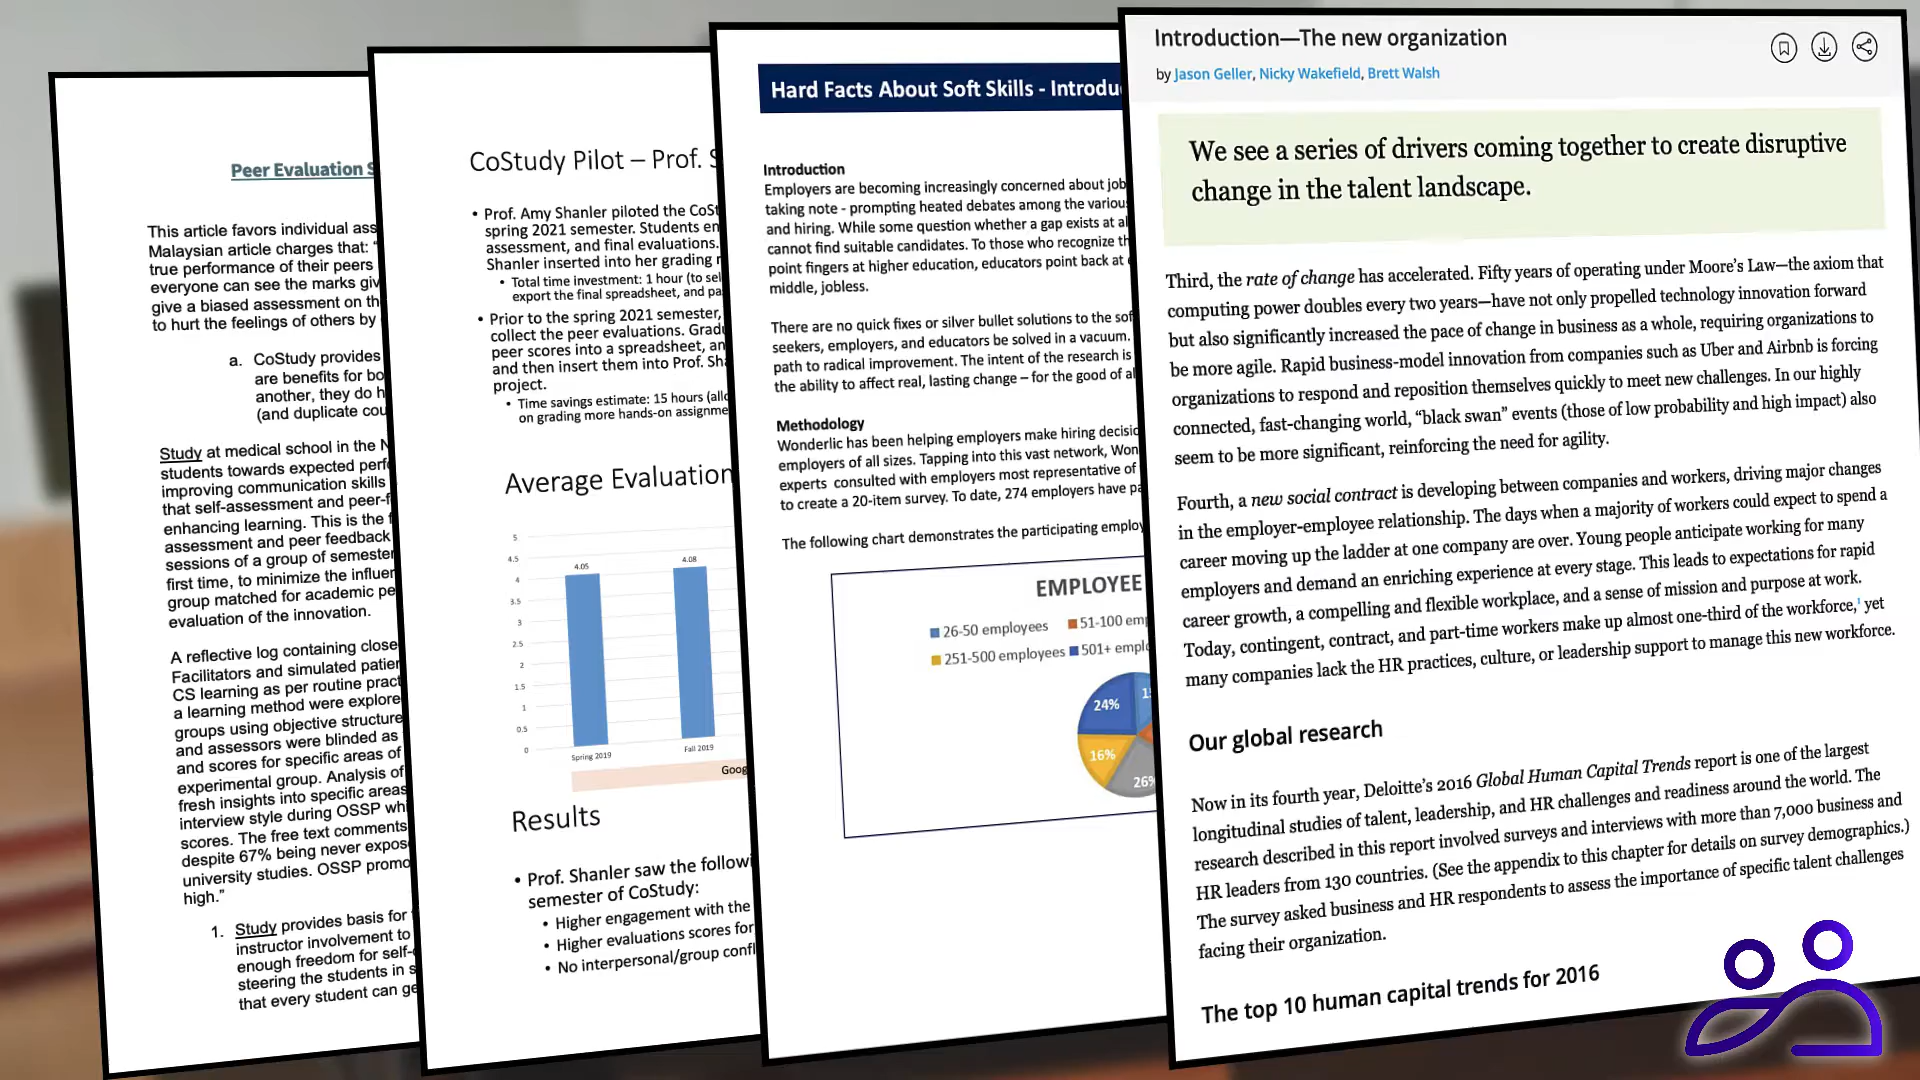 Peer Evaluation S
This article favors individual ass
Malaysian article charges that: "
true performance of their peers
everyone can see the marks giv
give a biased assessment on th
to hurt the feelings of others by
a. CoStudy provides
are benefits for bo
another, they do h
(and duplicate cou
Study at medical school in the N
students towards expected perf
improving communication skills
that self-assessment and peer-f
enhancing learning. This is the f
assessment and peer feedback
sessions of a group of semester
first time, to minimize the influen
group matched for academic pe
evaluation of the innovation.
A reflective log containing close
Facilitators and simulated patier
CS learning as per routine pract
a learning method were explore
groups using objective structure
and assessors were blinded as
and scores for specific areas of
experimental group. Analysis of
fresh insights into specific areas
interview style during OSSP whi
scores. The free text comments
despite 67% being never expos
university studies. OSSP promo
high."
1. Study provides basis for
instructor involvement to
enough freedom for self-
steering the students in s
that every student can ge
CoStudy Pilot – Prof. S
• Prof. Amy Shanler piloted the CoSt
spring 2021 semester. Students en
assessment, and final evaluations.
Shanler inserted into her grading r
• Total time investment: 1 hour (to sel
export the final spreadsheet, and pa
• Prior to the spring 2021 semester,
collect the peer evaluations. Gradu
peer scores into a spreadsheet, an
and then insert them into Prof. Sha
project.
• Time savings estimate: 15 hours (allo
on grading more hands-on assignme
Average Evaluation
5
4.5
4
3.5
3
2.5
2
1.5
1
0.5
0
4.05
4.08
Spring 2019
Fall 2019
Goog
Results
• Prof. Shanler saw the followi
semester of CoStudy:
• Higher engagement with the
• Higher evaluations scores for
• No interpersonal/group confl
Hard Facts About Soft Skills - Introdu
Introduction
Employers are becoming increasingly concerned about job
taking note - prompting heated debates among the variou
and hiring. While some question whether a gap exists at al
cannot find suitable candidates. To those who recognize th
point fingers at higher education, educators point back at
middle, jobless.
There are no quick fixes or silver bullet solutions to the sof
seekers, employers, and educators be solved in a vacuum.
path to radical improvement. The intent of the research is
the ability to affect real, lasting change – for the good of al
Methodology
Wonderlic has been helping employers make hiring decisio
employers of all sizes. Tapping into this vast network, Won
experts consulted with employers most representative of
to create a 20-item survey. To date, 274 employers have pa
The following chart demonstrates the participating employ
EMPLOYEE
26-50 employees
51-100 emp
251-500 employees
501+ emplo
24%
16%
26%
Introduction—The new organization
by Jason Geller, Nicky Wakefield, Brett Walsh
We see a series of drivers coming together to create disruptive
change in the talent landscape.
Third, the rate of change has accelerated. Fifty years of operating under Moore's Law—the axiom that
computing power doubles every two years—have not only propelled technology innovation forward
but also significantly increased the pace of change in business as a whole, requiring organizations to
be more agile. Rapid business-model innovation from companies such as Uber and Airbnb is forcing
organizations to respond and reposition themselves quickly to meet new challenges. In our highly
connected, fast-changing world, "black swan" events (those of low probability and high impact) also
seem to be more significant, reinforcing the need for agility.
Fourth, a new social contract is developing between companies and workers, driving major changes
in the employer-employee relationship. The days when a majority of workers could expect to spend a
career moving up the ladder at one company are over. Young people anticipate working for many
employers and demand an enriching experience at every stage. This leads to expectations for rapid
career growth, a compelling and flexible workplace, and a sense of mission and purpose at work.
Today, contingent, contract, and part-time workers make up almost one-third of the workforce,¹ yet
many companies lack the HR practices, culture, or leadership support to manage this new workforce.
Our global research
Now in its fourth year, Deloitte's 2016 Global Human Capital Trends report is one of the largest
longitudinal studies of talent, leadership, and HR challenges and readiness around the world. The
research described in this report involved surveys and interviews with more than 7,000 business and
HR leaders from 130 countries. (See the appendix to this chapter for details on survey demographics.)
The survey asked business and HR respondents to assess the importance of specific talent challenges
facing their organization.
The top 10 human capital trends for 2016